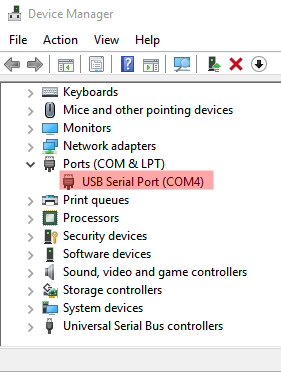 Device Manager
File Action View Help
Keyboards
Mice and other pointing devices
Monitors
Network adapters
Ports (COM & LPT)
USB Serial Port (COM4)
Print queues
Processors
Security devices
Software devices
Sound, video and game controllers
Storage controllers
System devices
Universal Serial Bus controllers